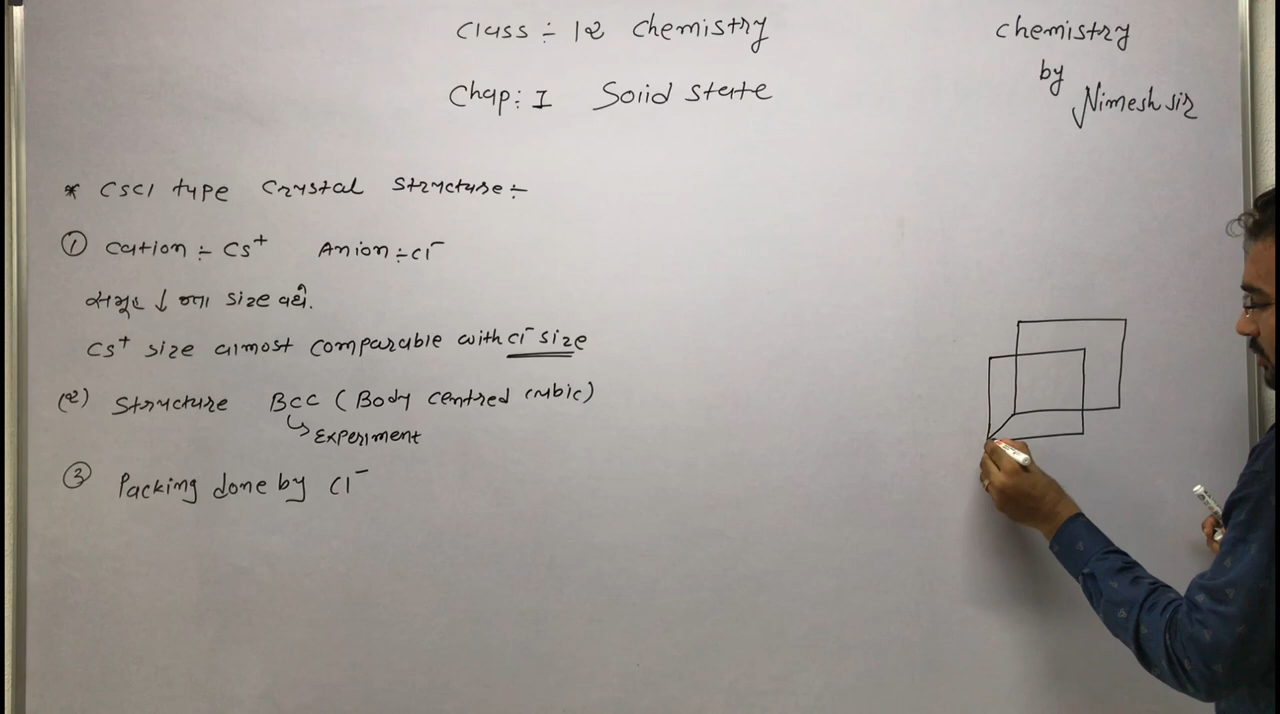 Class ÷ 12 Chemistry
Chap: I Solid state
Chemistry
by
Nimesh sir
* CsCl type Crystal Structure ÷
① Cation ÷ Cs⁺ Anion ÷ Cl⁻
સમૂહ ↓ જતા size વધે.
Cs⁺ size almost comparable with Cl⁻ size
(2) Structure BCC (Body centred cubic)
↳ Experiment
③ Packing done by Cl⁻